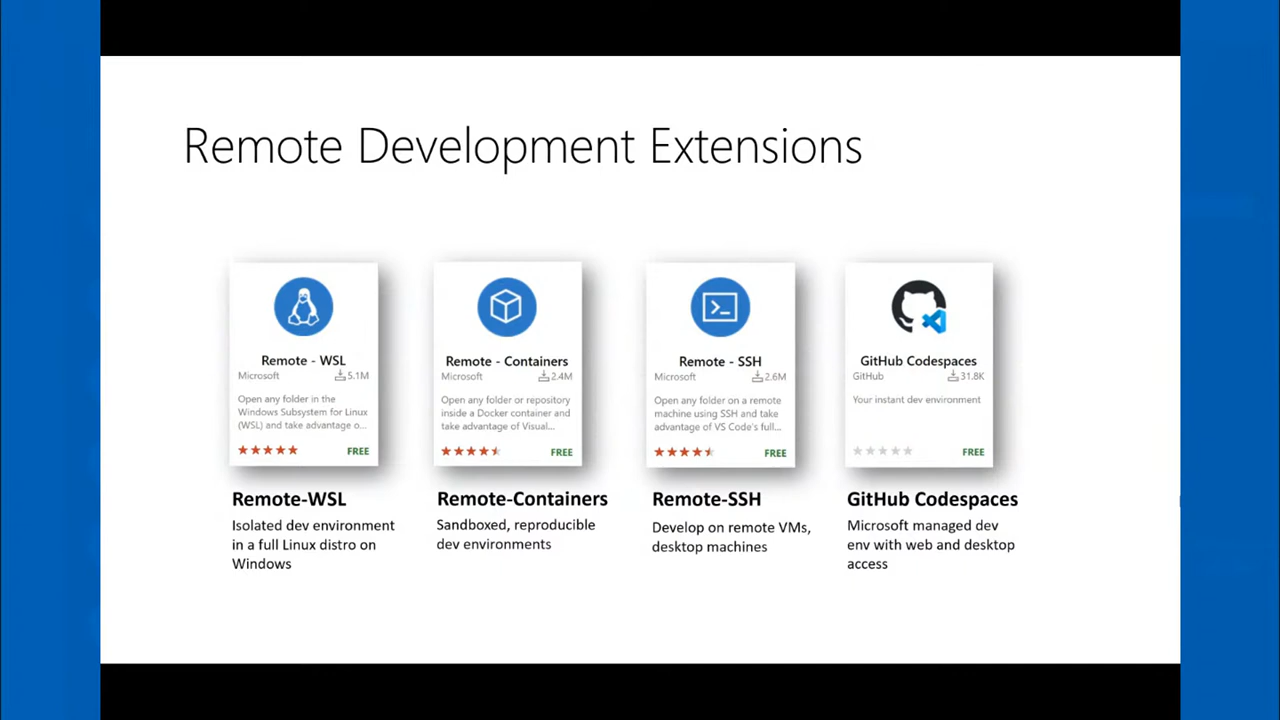 Remote Development Extensions
Remote - WSL
Microsoft 5.1M
Open any folder in the
Windows Subsystem for Linux
(WSL) and take advantage o...
FREE
Remote-WSL
Isolated dev environment
in a full Linux distro on
Windows
Remote - Containers
Microsoft 2.4M
Open any folder or repository
inside a Docker container and
take advantage of Visual...
FREE
Remote-Containers
Sandboxed, reproducible
dev environments
Remote - SSH
Microsoft 2.6M
Open any folder on a remote
machine using SSH and take
advantage of VS Code's full...
FREE
Remote-SSH
Develop on remote VMs,
desktop machines
GitHub Codespaces
GitHub 31.8K
Your instant dev environment
FREE
GitHub Codespaces
Microsoft managed dev
env with web and desktop
access